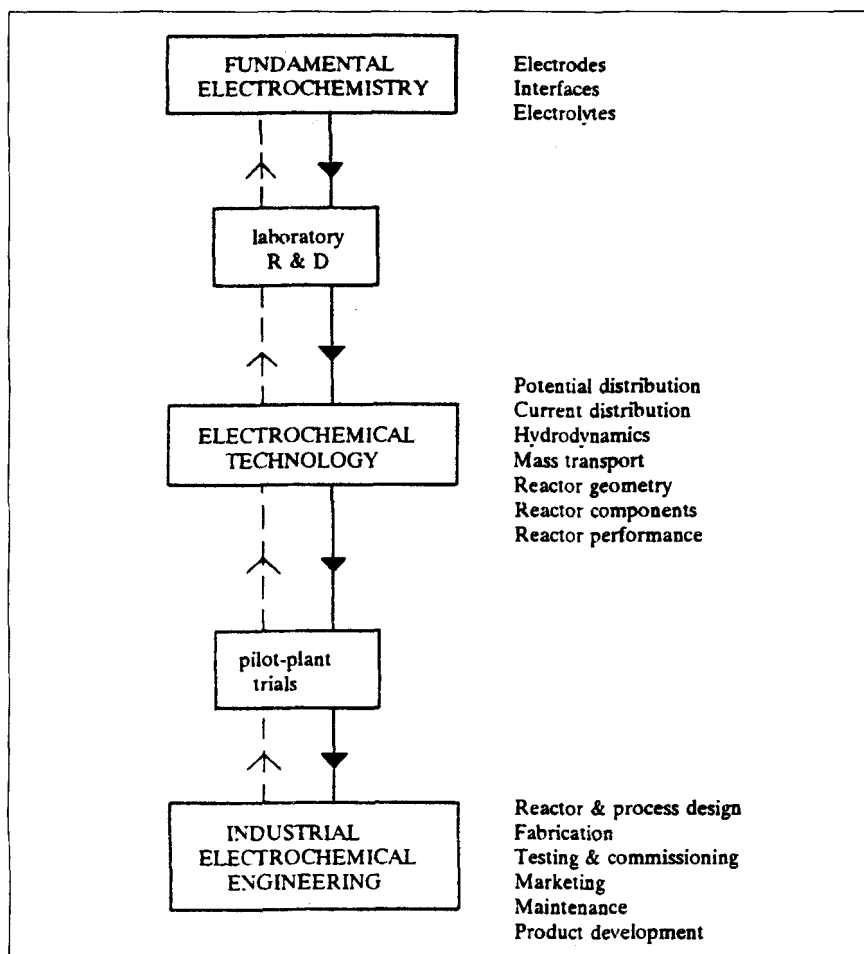 FUNDAMENTAL
ELECTROCHEMISTRY
Electrodes
Interfaces
Electrolytes
laboratory
R & D
ELECTROCHEMICAL
TECHNOLOGY
Potential distribution
Current distribution
Hydrodynamics
Mass transport
Reactor geometry
Reactor components
Reactor performance
pilot-plant
trials
INDUSTRIAL
ELECTROCHEMICAL
ENGINEERING
Reactor & process design
Fabrication
Testing & commissioning
Marketing
Maintenance
Product development